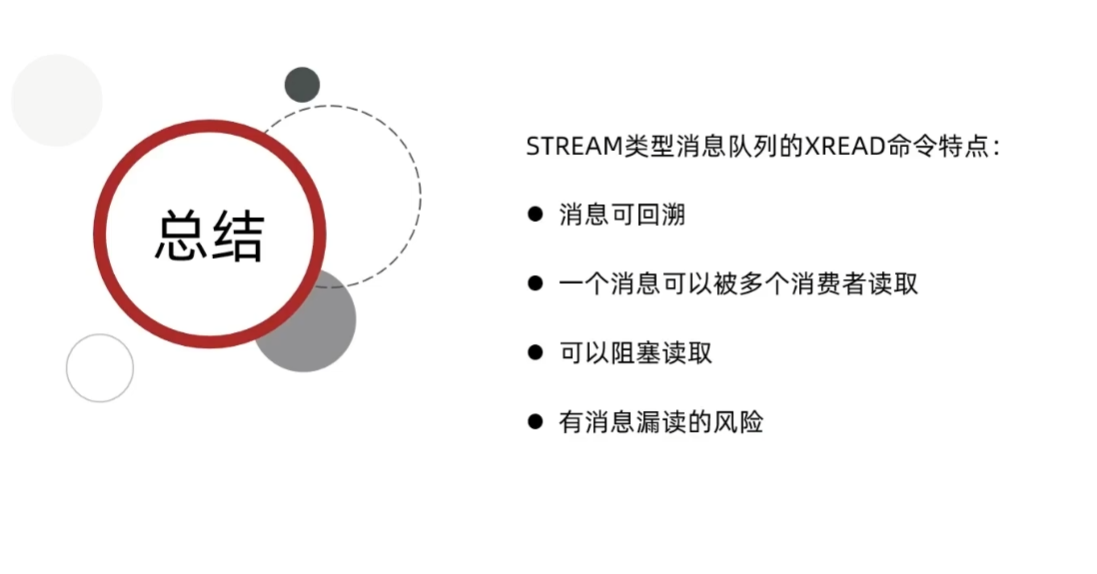 总结
STREAM类型消息队列的XREAD命令特点：
● 消息可回溯
● 一个消息可以被多个消费者读取
● 可以阻塞读取
● 有消息漏读的风险